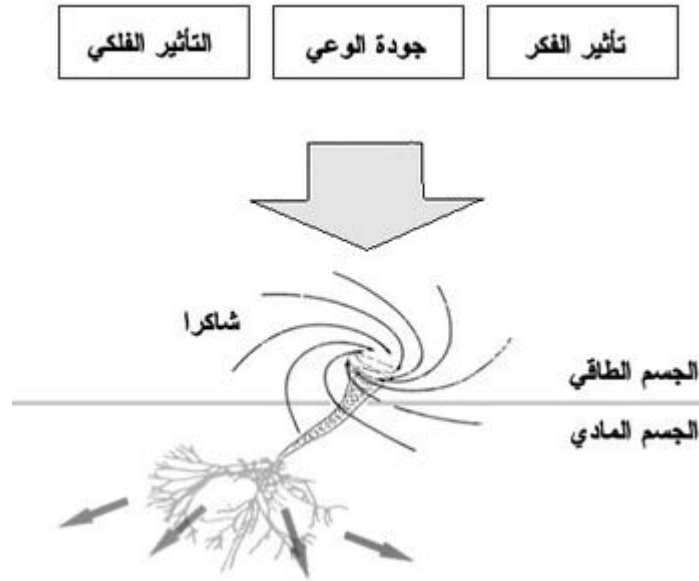 تأثير الفكر
جودة الوعي
التأثير الفلكي
شاكرا
الجسم الطاقي
الجسم المادي